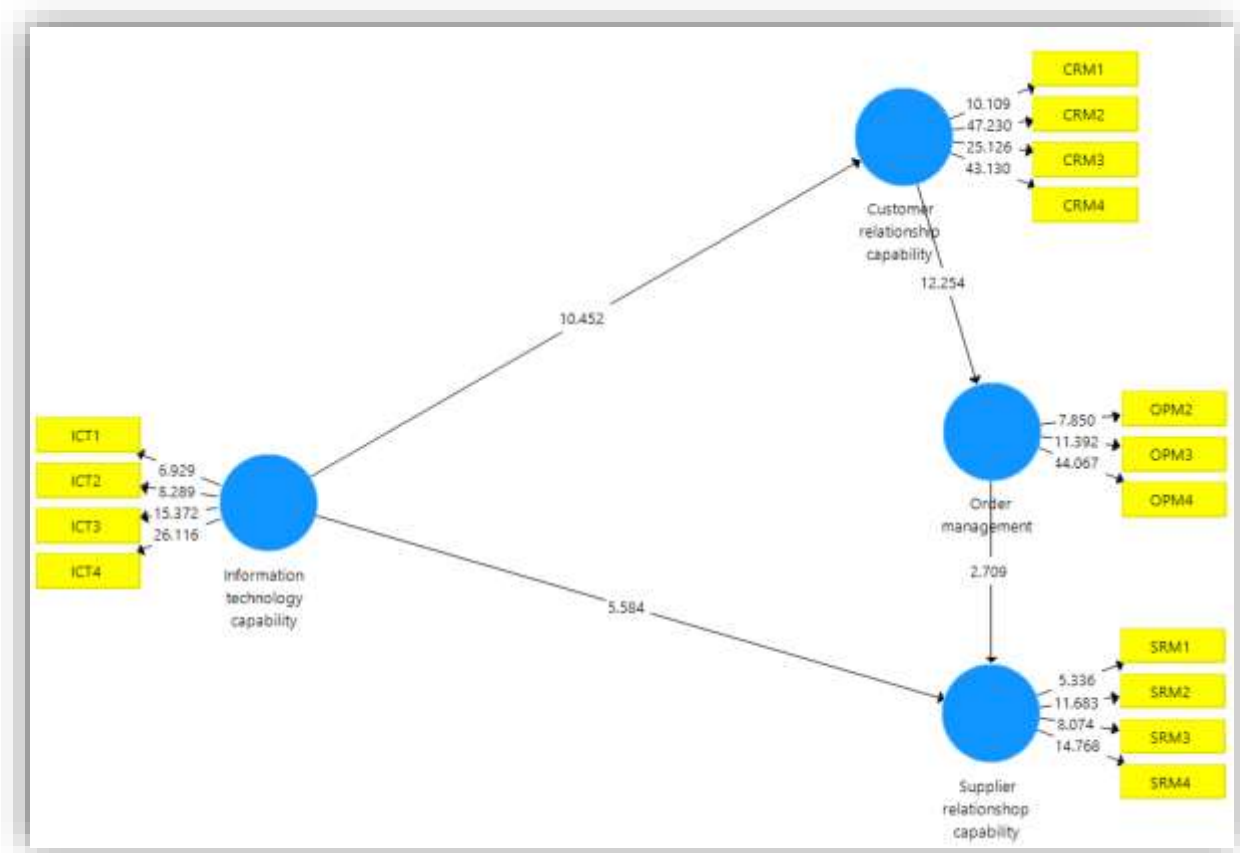 CRM1
10.109
CRM2
47.230
25.126
CRM3
43.130
CRM4
Customer
relationship
capability
12.254
10.452
OPM2
7.850
11.392
OPM3
44.067
OPM4
Order
management
ICT1
6.929
ICT2
8.289
15.372
ICT3
26.116
ICT4
Information
technology
capability
2.709
5.584
SRM1
5.336
SRM2
11.683
8.074
SRM3
14.768
SRM4
Supplier
relationshop
capability